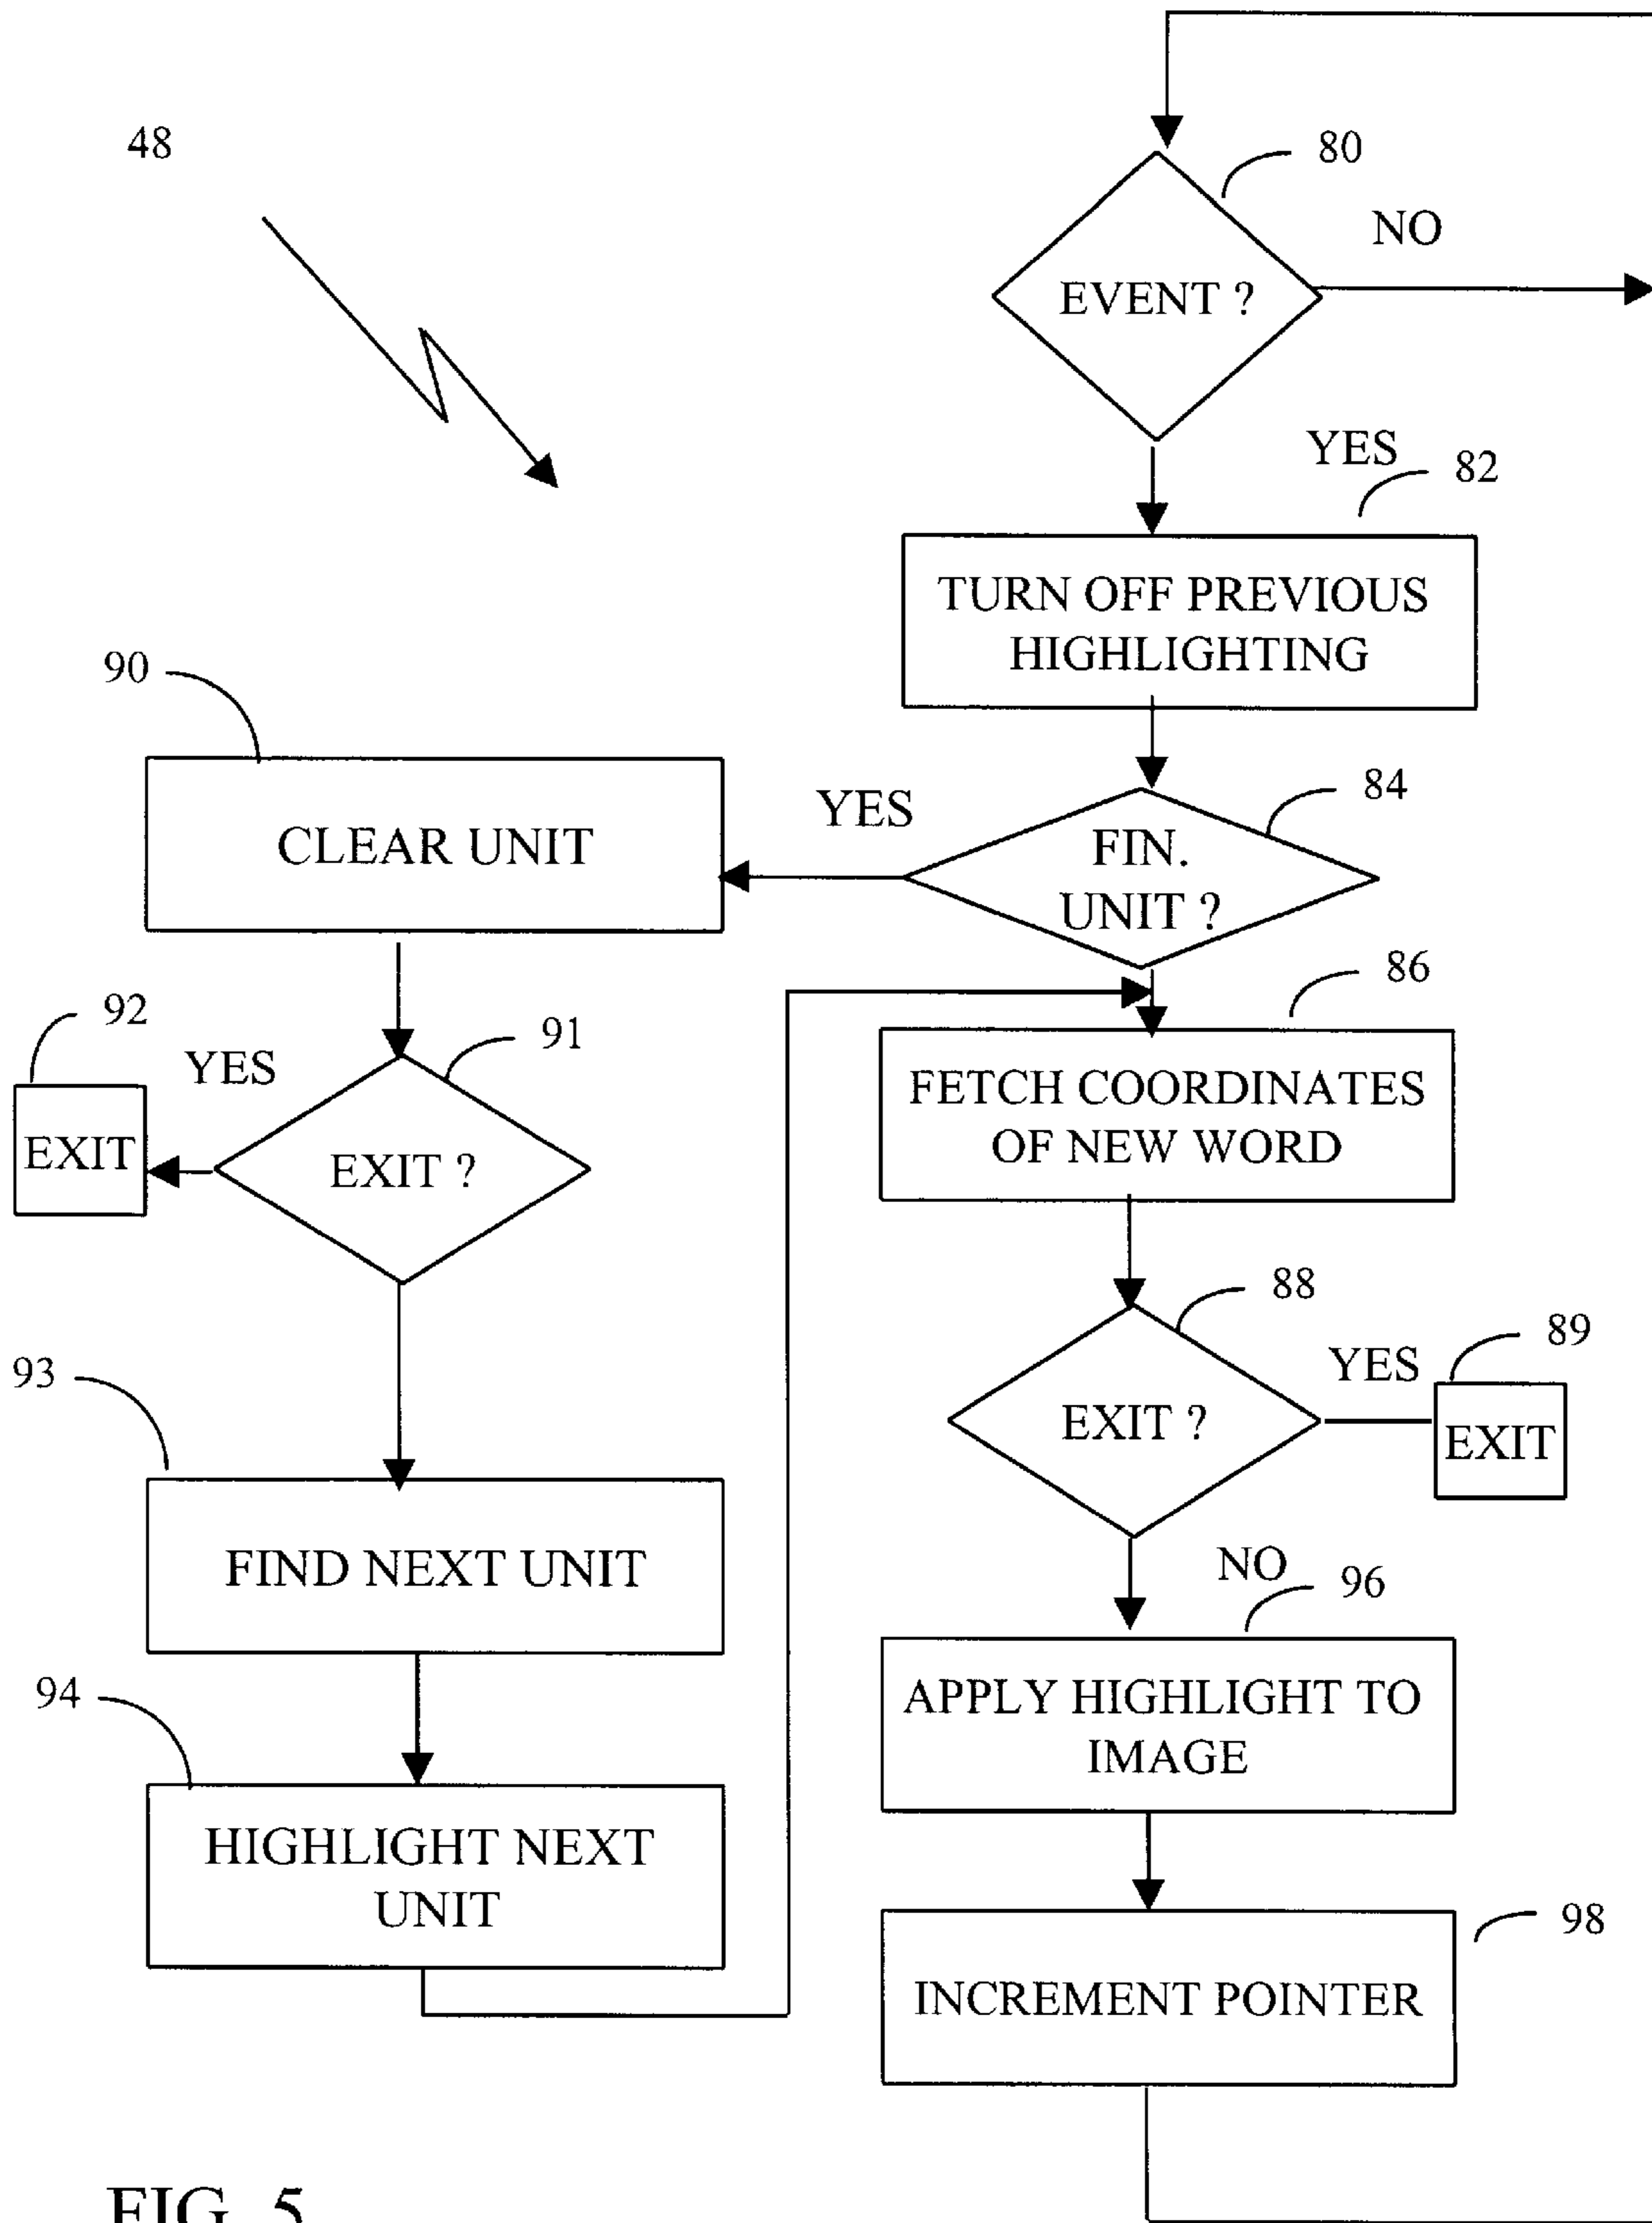 48
80
NO
EVENT ?
YES
82
TURN OFF PREVIOUS
HIGHLIGHTING
90
CLEAR UNIT
YES
84
FIN.
UNIT ?
86
FETCH COORDINATES
OF NEW WORD
92
YES
EXIT
91
EXIT ?
88
EXIT ?
YES
89
EXIT
NO
93
FIND NEXT UNIT
96
APPLY HIGHLIGHT TO
IMAGE
94
HIGHLIGHT NEXT
UNIT
98
INCREMENT POINTER
FIG. 5